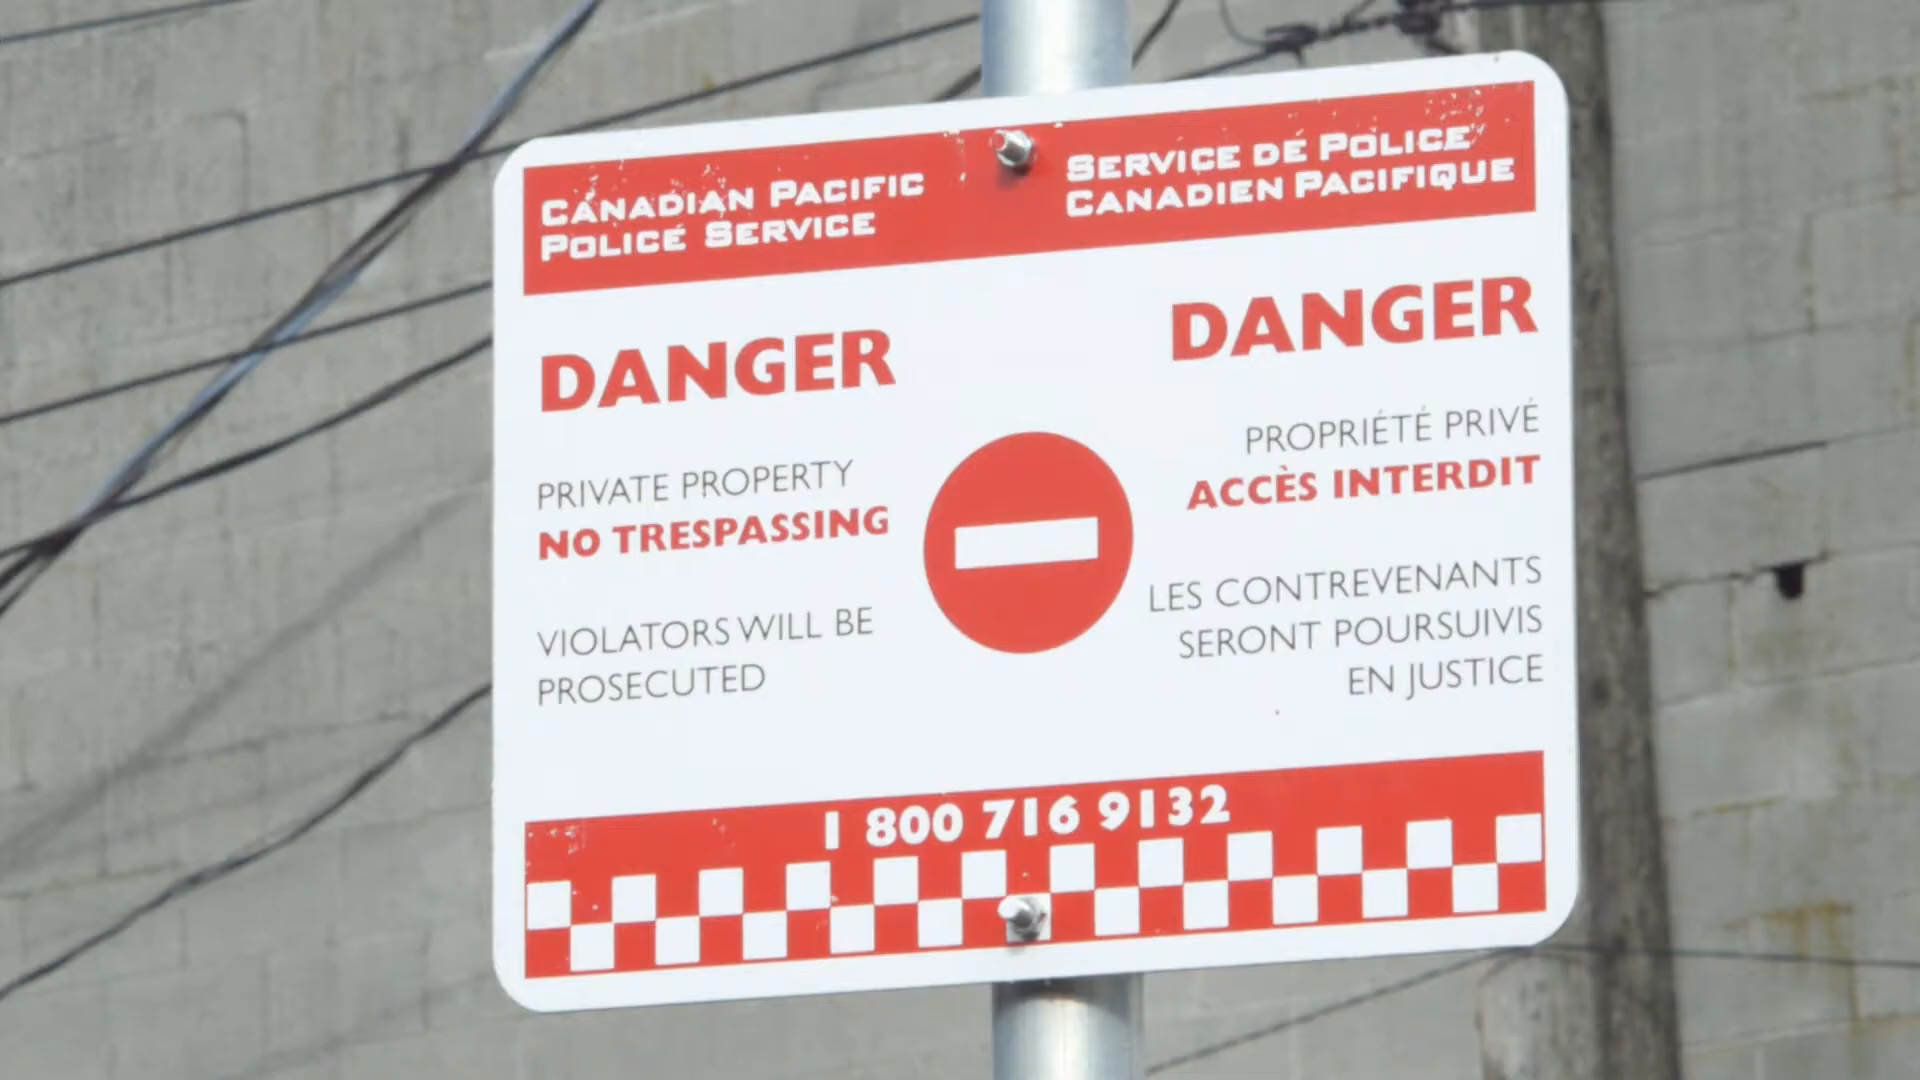 CANADIAN PACIFIC
POLICE SERVICE
SERVICE DE POLICE
CANADIEN PACIFIQUE
DANGER
PRIVATE PROPERTY
NO TRESPASSING
VIOLATORS WILL BE
PROSECUTED
DANGER
PROPRIÉTÉ PRIVÉ
ACCÈS INTERDIT
LES CONTREVENANTS
SERONT POURSUIVIS
EN JUSTICE
1 800 716 9132